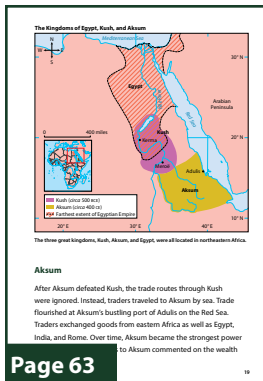 The Kingdoms of Egypt, Kush, and Aksum
Mediterranean Sea
N
W
E
S
30°N
Egypt
Red Sea
Arabian
Peninsula
0
400 miles
Kush
20°N
Kerma
Meroë
Adulis
Aksum
Kush (circa 500 BCE)
Aksum (circa 400 CE)
Farthest extent of Egyptian Empire
10°N
20°E
30°E
40°E
The three great kingdoms, Kush, Aksum, and Egypt, were all located in northeastern Africa.
Aksum
After Aksum defeated Kush, the trade routes through Kush
were ignored. Instead, traders traveled to Aksum by sea. Trade
flourished at Aksum's bustling port of Adulis on the Red Sea.
Traders exchanged goods from eastern Africa as well as Egypt,
India, and Rome. Over time, Aksum became the strongest power
to Aksum commented on the wealth
Page 63
19